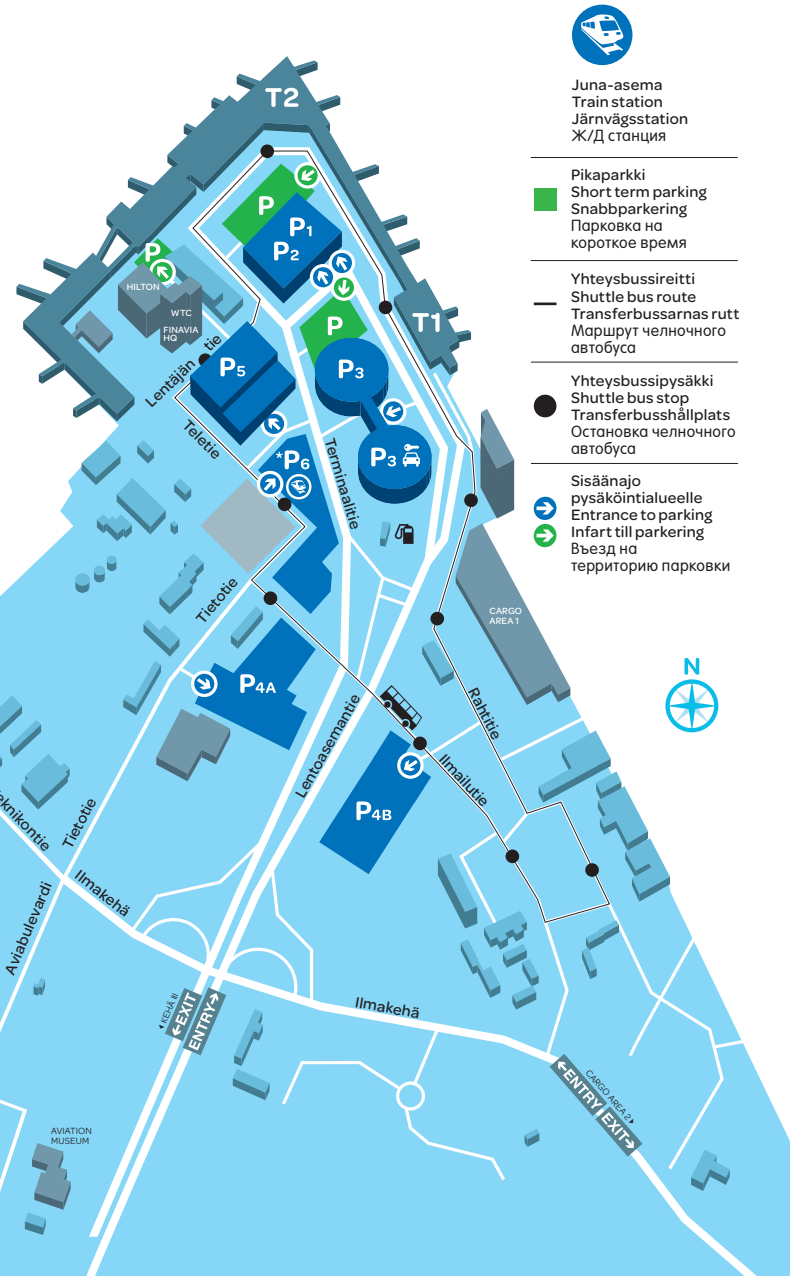 T2
P
P1
P2
P
HILTON
WTC
FINAVIA
HQ
P
T1
Lentäjäntie
P5
P3
Teletie
*P6
Terminaalitie
P3
Tietotie
CARGO
AREA 1
P4A
Lentoasemantie
Rahtitie
Ilmailutie
P4B
Tietotie
Ilmakehä
Aviabulevardi
KEHÄ III
EXIT
ENTRY
Ilmakehä
ENTRY
EXIT
CARGO AREA 2
AVIATION
MUSEUM
Juna-asema
Train station
Järnvägsstation
Ж/Д станция
Pikaparkki
Short term parking
Snabbparkering
Парковка на
короткое время
Yhteysbussireitti
Shuttle bus route
Transferbussarnas rutt
Маршрут челночного
автобуса
Yhteysbussipysäkki
Shuttle bus stop
Transferbusshållplats
Остановка челночного
автобуса
Sisäänajo
pysäköintialueelle
Entrance to parking
Infart till parkering
Въезд на
территорию парковки
N